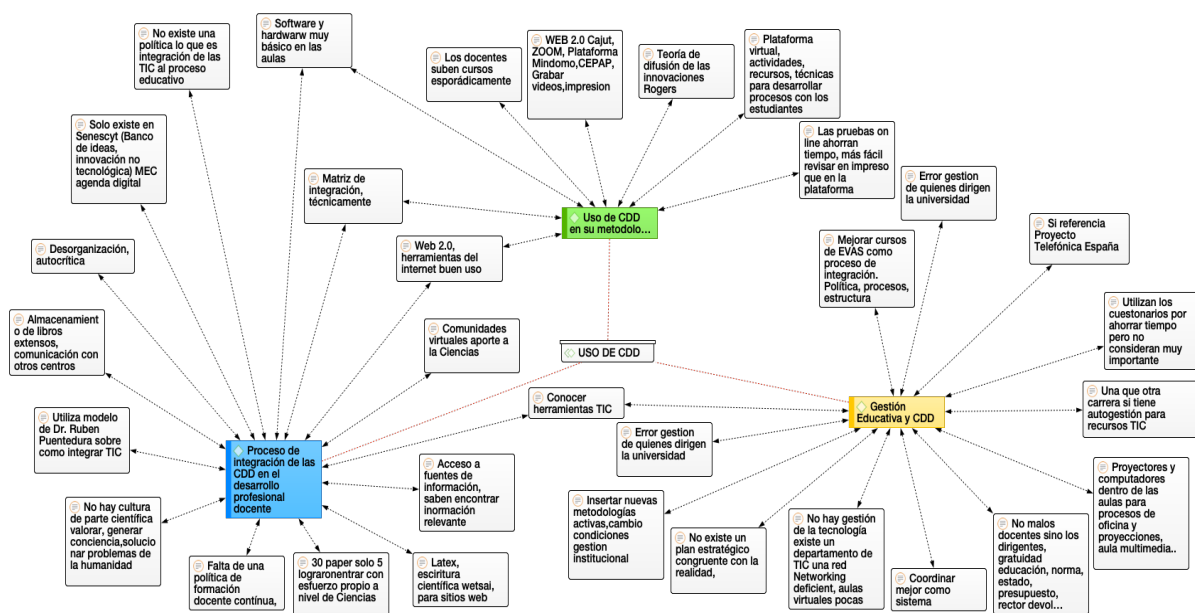 No existe una
política lo que es
integración de las
TIC al proceso
educativo
Software y
hardwarw muy
básico en las
aulas
Los docentes
suben cursos
esporádicamente
WEB 2.0 Cajut,
ZOOM, Plataforma
Mindomo,CEPAP,
Grabar
videos,impresion
Teoría de
difusión de las
innovaciones
Rogers
Plataforma
virtual,
actividades,
recursos, técnicas
para desarrollar
procesos con los
estudiantes
Solo existe en
Senescyt (Banco
de ideas,
innovación no
tecnológica) MEC
agenda digital
Matriz de
integración,
técnicamente
Las pruebas on
line ahorran
tiempo, más fácil
revisar en impreso
que en la
plataforma
Error gestion
de quienes dirigen
la universidad
Uso de CDD
en su metodolo…
Desorganización,
autocrítica
Web 2.0,
herramientas del
internet buen uso
Mejorar cursos
de EVAS como
proceso de
integración.
Política, procesos,
estructura
Si referencia
Proyecto
Telefónica España
Almacenamient
o de libros
extensos,
comunicación con
otros centros
Comunidades
virtuales aporte a
la Ciencias
USO DE CDD
Utilizan los
cuestonarios por
ahorrar tiempo
pero no
consideran muy
importante
Utiliza modelo
de Dr. Ruben
Puentedura sobre
como integrar TIC
Conocer
herramientas TIC
Gestión
Educativa y CDD
Una que otra
carrera si tiene
autogestión para
recursos TIC
Proceso de
integración de las
CDD en el
desarrollo
profesional
docente
Error gestion
de quienes dirigen
la universidad
Acceso a
fuentes de
información,
saben encontrar
inormación
relevante
Proyectores y
computadores
dentro de las
aulas para
procesos de
oficina y
proyecciones,
aula multimedia..
No hay cultura
de parte científica
valorar, generar
conciencia,solucio
nar problemas de
la humanidad
Insertar nuevas
metodologías
activas,cambio
condiciones
gestion
institucional
No existe un
plan estratégico
congruente con la
realidad,
No hay gestión
de la tecnología
existe un
departamento de
TIC una red
Networking
deficient, aulas
virtuales pocas
No malos
docentes sino los
dirigentes,
gratuidad
educación, norma,
estado,
presupuesto,
rector devol…
Falta de una
política de
formación
docente contínua,
30 paper solo 5
lograronentrar con
esfuerzo propio a
nivel de Ciencias
Latex,
escritura
científica wetsai,
para sitios web
Coordinar
mejor como
sistema